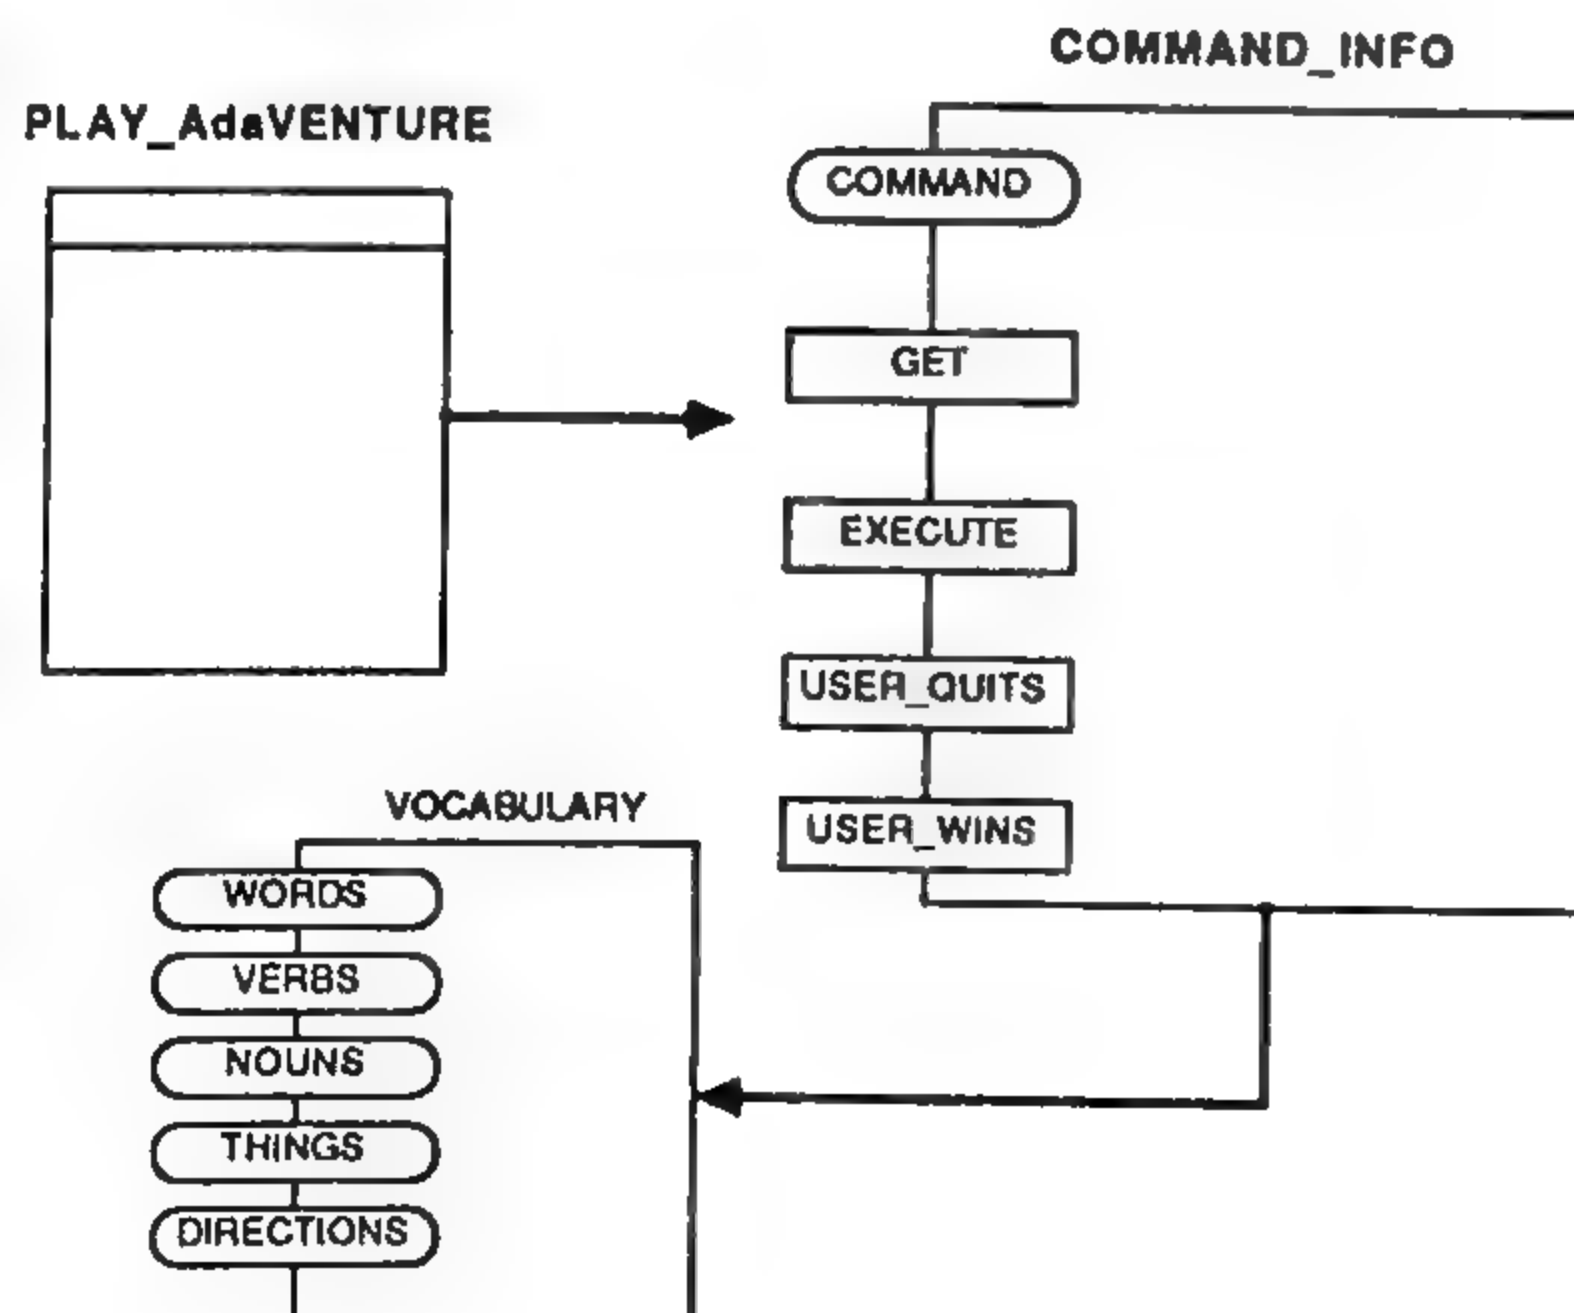 COMMAND_INFO
PLAY_AdaVENTURE
COMMAND
GET
EXECUTE
USER_QUITS
USER_WINS
VOCABULARY
WORDS
VERBS
NOUNS
THINGS
DIRECTIONS